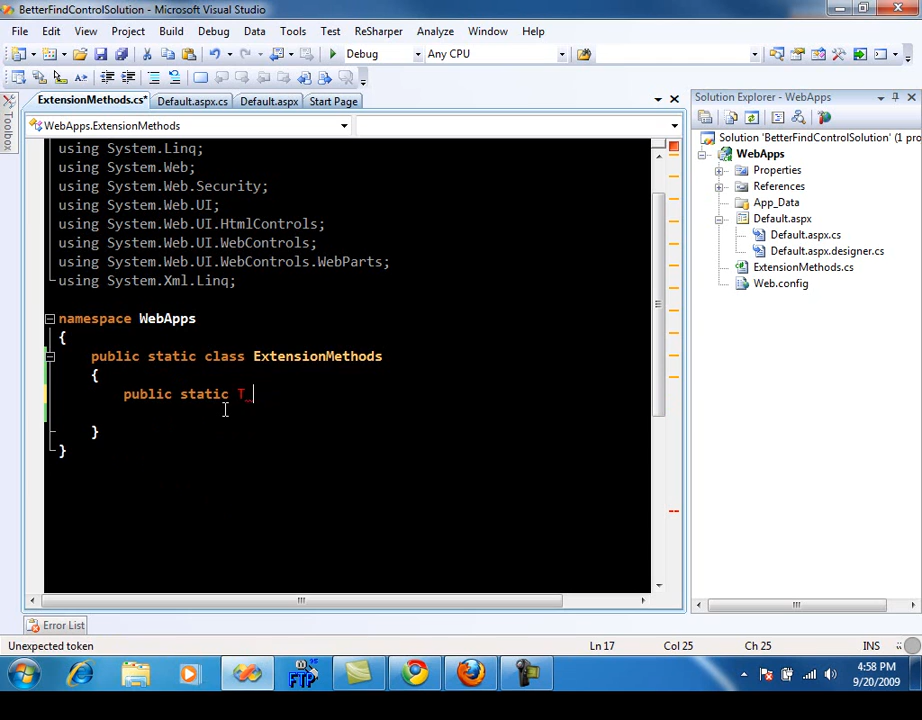 BetterFindControlSolution - Microsoft Visual Studio
File Edit View Project Build Debug Data Tools Test ReSharper Analyze Window Help
Debug Any CPU
ExtensionMethods.cs* Default.aspx.cs Default.aspx Start Page
Solution Explorer - WebApps
Toolbox
WebApps.ExtensionMethods
using System.Linq;
using System.Web;
using System.Web.Security;
using System.Web.UI;
using System.Web.UI.HtmlControls;
using System.Web.UI.WebControls;
using System.Web.UI.WebControls.WebParts;
using System.Xml.Linq;
namespace WebApps
{
public static class ExtensionMethods
{
public static T
}
}
Solution 'BetterFindControlSolution' (1 pro
WebApps
Properties
References
App_Data
Default.aspx
Default.aspx.cs
Default.aspx.designer.cs
ExtensionMethods.cs
Web.config
Error List
Unexpected token Ln 17 Col 25 Ch 25 INS
FTP
4:58 PM
9/20/2009